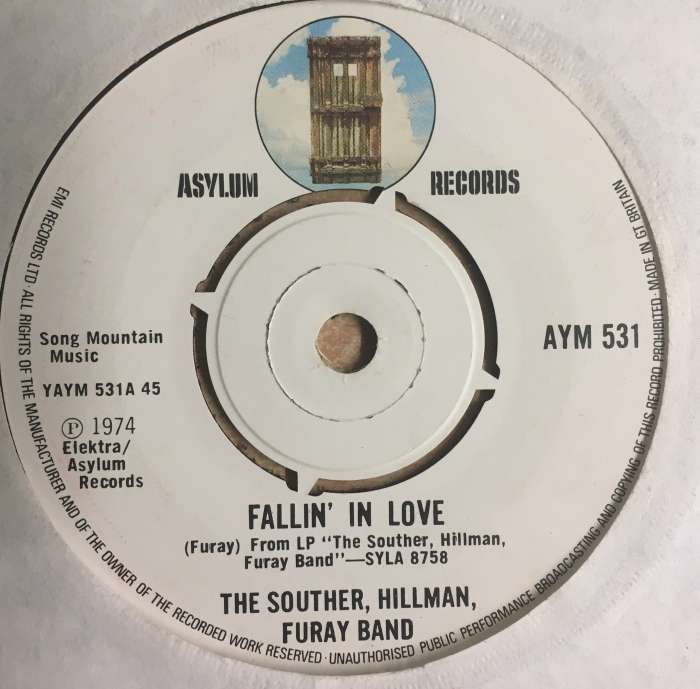 ASYLUM RECORDS
Song Mountain
Music
YAYM 531A 45
Ⓟ 1974
Elektra/
Asylum
Records
AYM 531
FALLIN' IN LOVE
(Furay) From LP "The Souther, Hillman,
Furay Band"—SYLA 8758
THE SOUTHER, HILLMAN,
FURAY BAND
EMI RECORDS LTD·ALL RIGHTS OF THE MANUFACTURER AND OF THE OWNER OF THE RECORDED WORK RESERVED·UNAUTHORISED PUBLIC PERFORMANCE BROADCASTING AND COPYING OF THIS RECORD PROHIBITED·MADE IN GT BRITAIN